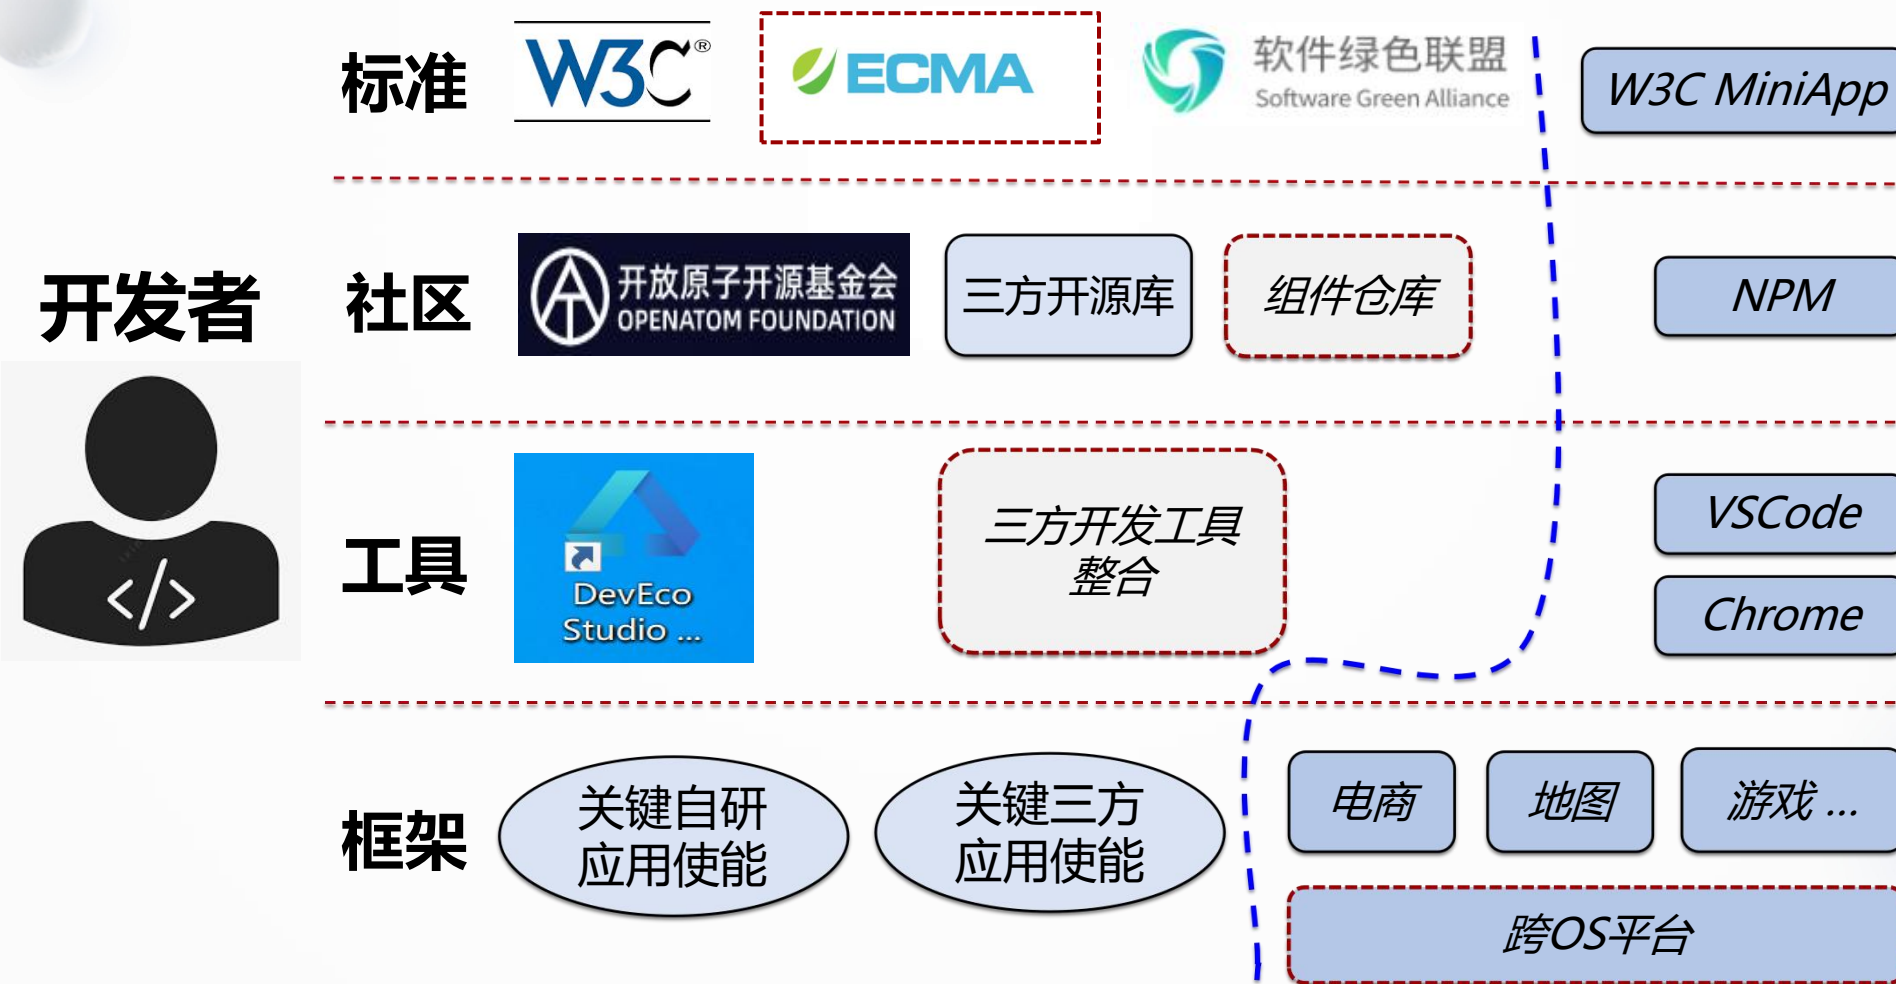 标准
W3C®
ECMA
软件绿色联盟
Software Green Alliance
W3C MiniApp
开发者
社区
开放原子开源基金会
OPENATOM FOUNDATION
三方开源库
组件仓库
NPM
工具
DevEco
Studio ...
三方开发工具
整合
VSCode
Chrome
</>
框架
关键自研
应用使能
关键三方
应用使能
电商
地图
游戏 ...
跨OS平台